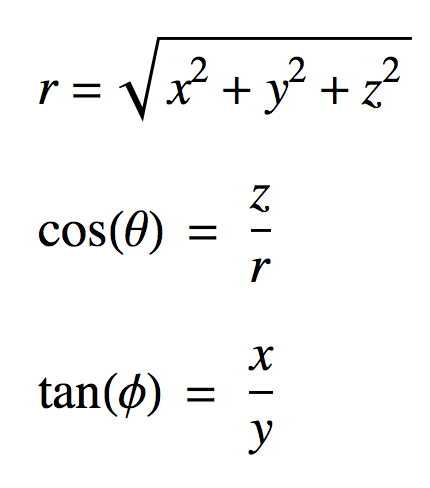 r = √(x² + y² + z²)
cos(θ) = z/r
tan(ϕ) = x/y